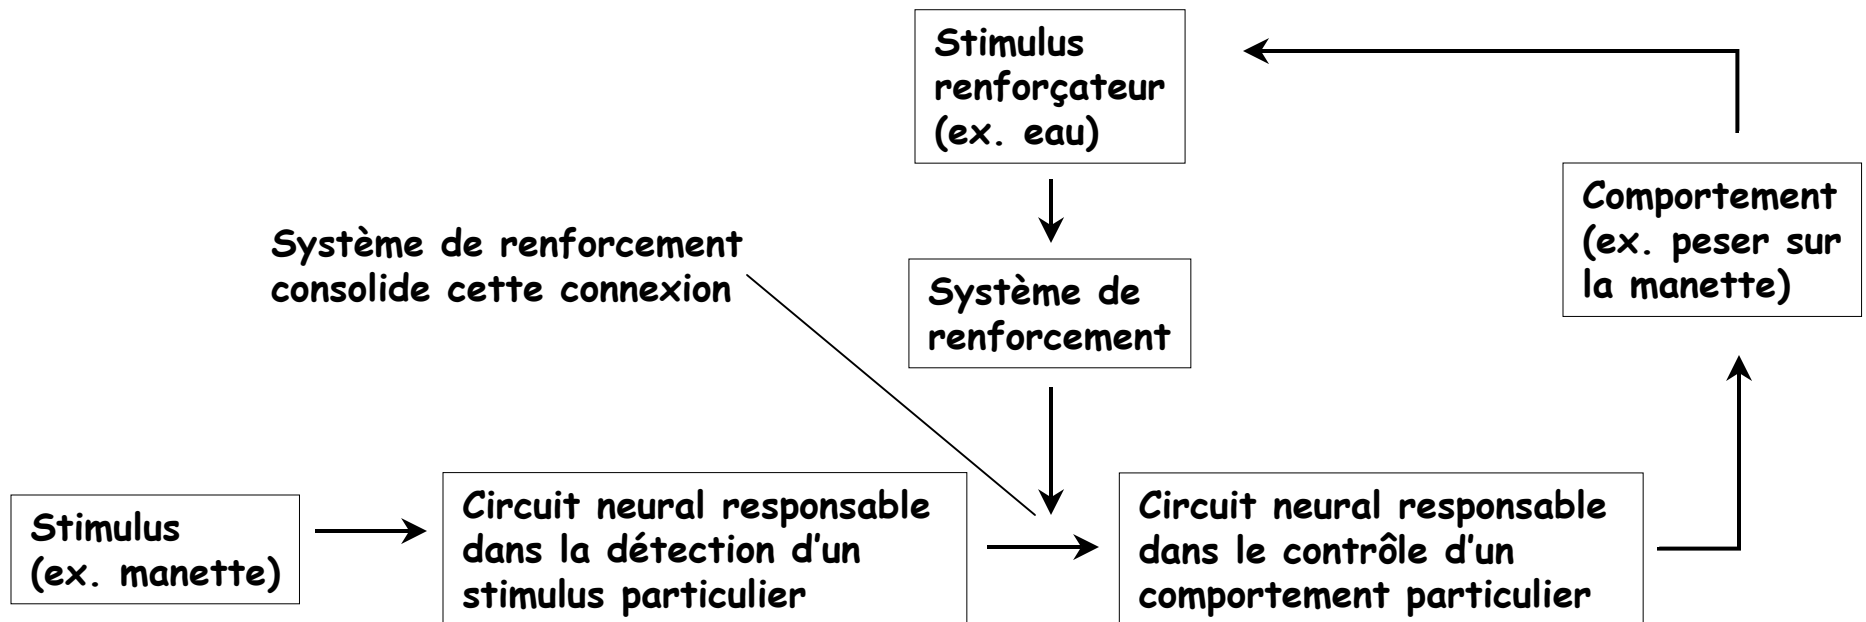 Stimulus
renforçateur
(ex. eau)
Comportement
(ex. peser sur
la manette)
Système de renforcement
consolide cette connexion
Système de
renforcement
Stimulus
(ex. manette)
Circuit neural responsable
dans la détection d'un
stimulus particulier
Circuit neural responsable
dans le contrôle d'un
comportement particulier